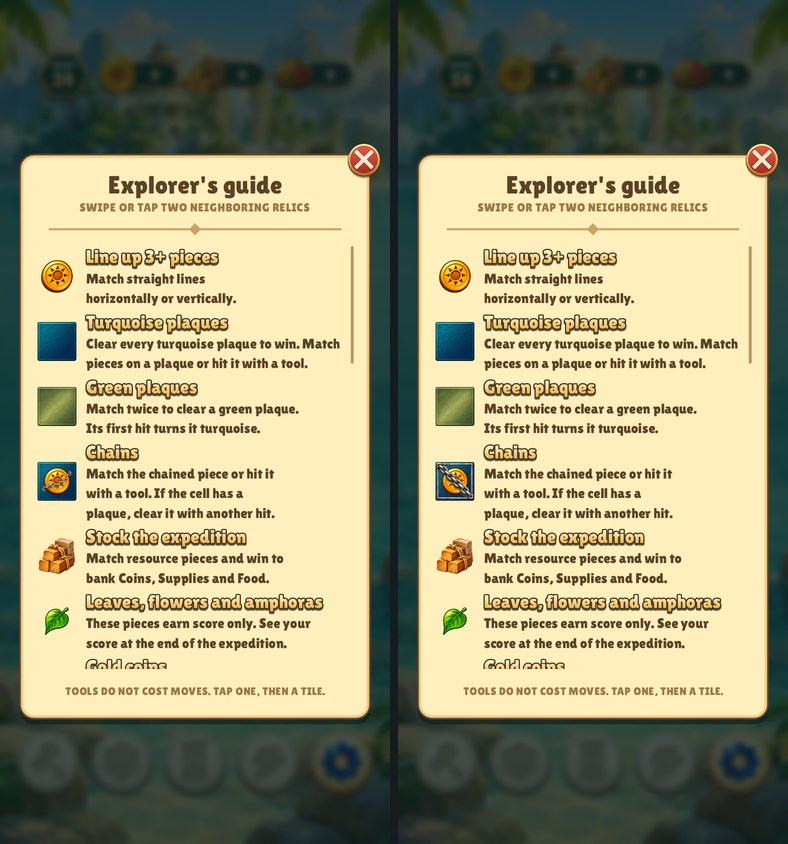 Explorer's guide
SWIPE OR TAP TWO NEIGHBORING RELICS
Line up 3+ pieces
Match straight lines
horizontally or vertically.
Turquoise plaques
Clear every turquoise plaque to win. Match
pieces on a plaque or hit it with a tool.
Green plaques
Match twice to clear a green plaque.
Its first hit turns it turquoise.
Chains
Match the chained piece or hit it
with a tool. If the cell has a
plaque, clear it with another hit.
Stock the expedition
Match resource pieces and win to
bank Coins, Supplies and Food.
Leaves, flowers and amphoras
These pieces earn score only. See your
score at the end of the expedition.
Gold coins
TOOLS DO NOT COST MOVES. TAP ONE, THEN A TILE.
Explorer's guide
SWIPE OR TAP TWO NEIGHBORING RELICS
Line up 3+ pieces
Match straight lines
horizontally or vertically.
Turquoise plaques
Clear every turquoise plaque to win. Match
pieces on a plaque or hit it with a tool.
Green plaques
Match twice to clear a green plaque.
Its first hit turns it turquoise.
Chains
Match the chained piece or hit it
with a tool. If the cell has a
plaque, clear it with another hit.
Stock the expedition
Match resource pieces and win to
bank Coins, Supplies and Food.
Leaves, flowers and amphoras
These pieces earn score only. See your
score at the end of the expedition.
Gold coins
TOOLS DO NOT COST MOVES. TAP ONE, THEN A TILE.